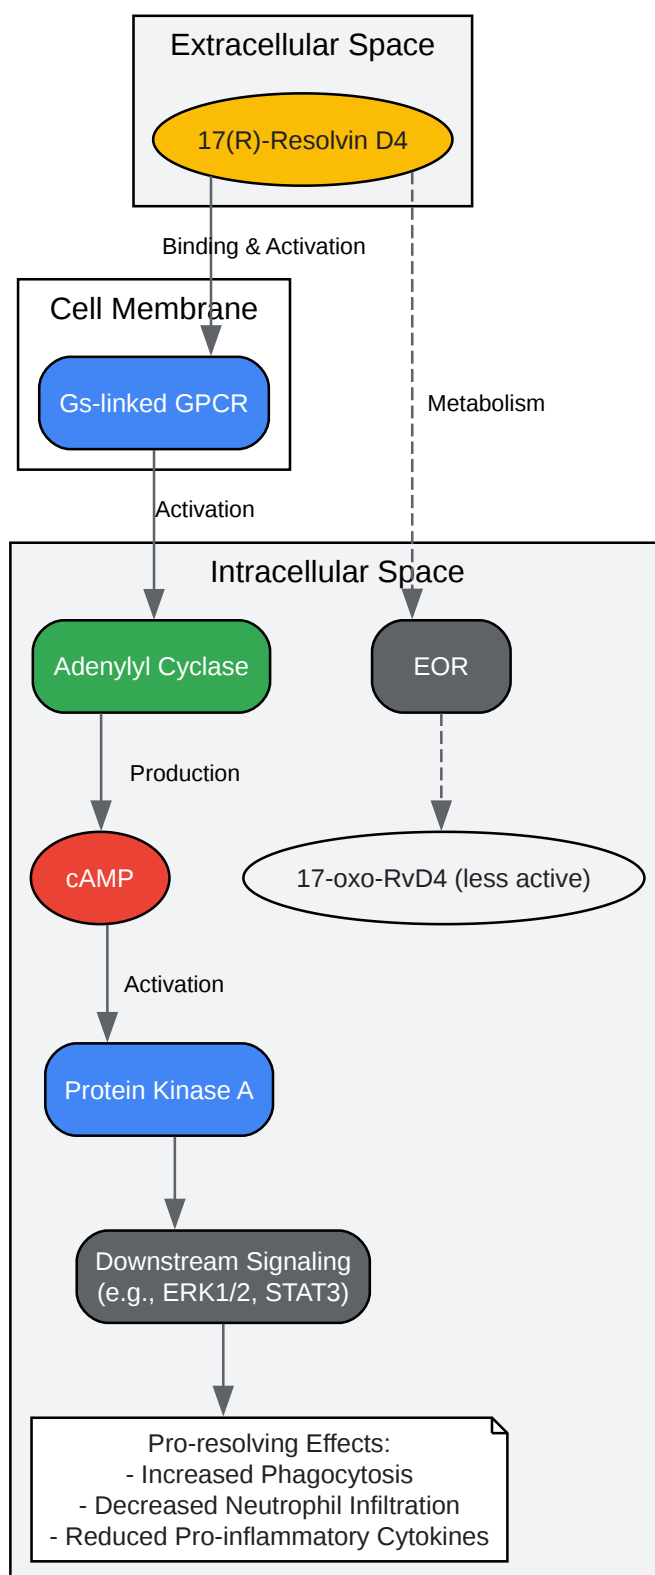 Extracellular Space
17(R)-Resolvin D4
Binding & Activation
Cell Membrane
Gs-linked GPCR
Metabolism
Activation
Intracellular Space
Adenylyl Cyclase
EOR
Production
cAMP
17-oxo-RvD4 (less active)
Activation
Protein Kinase A
Downstream Signaling
(e.g., ERK1/2, STAT3)
Pro-resolving Effects:
- Increased Phagocytosis
- Decreased Neutrophil Infiltration
- Reduced Pro-inflammatory Cytokines